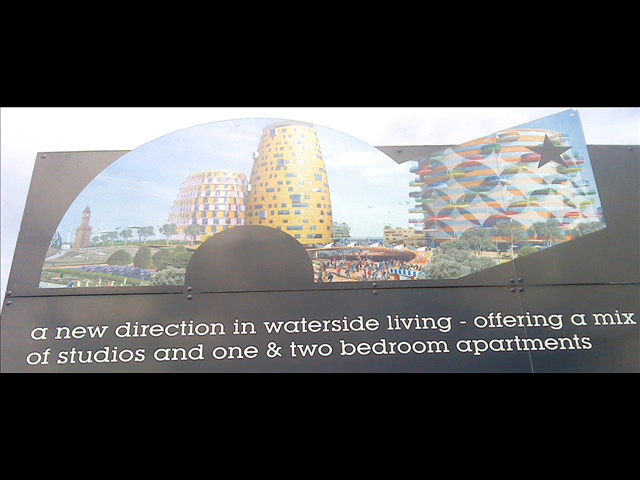 a new direction in waterside living - offering a mix
of studios and one & two bedroom apartments